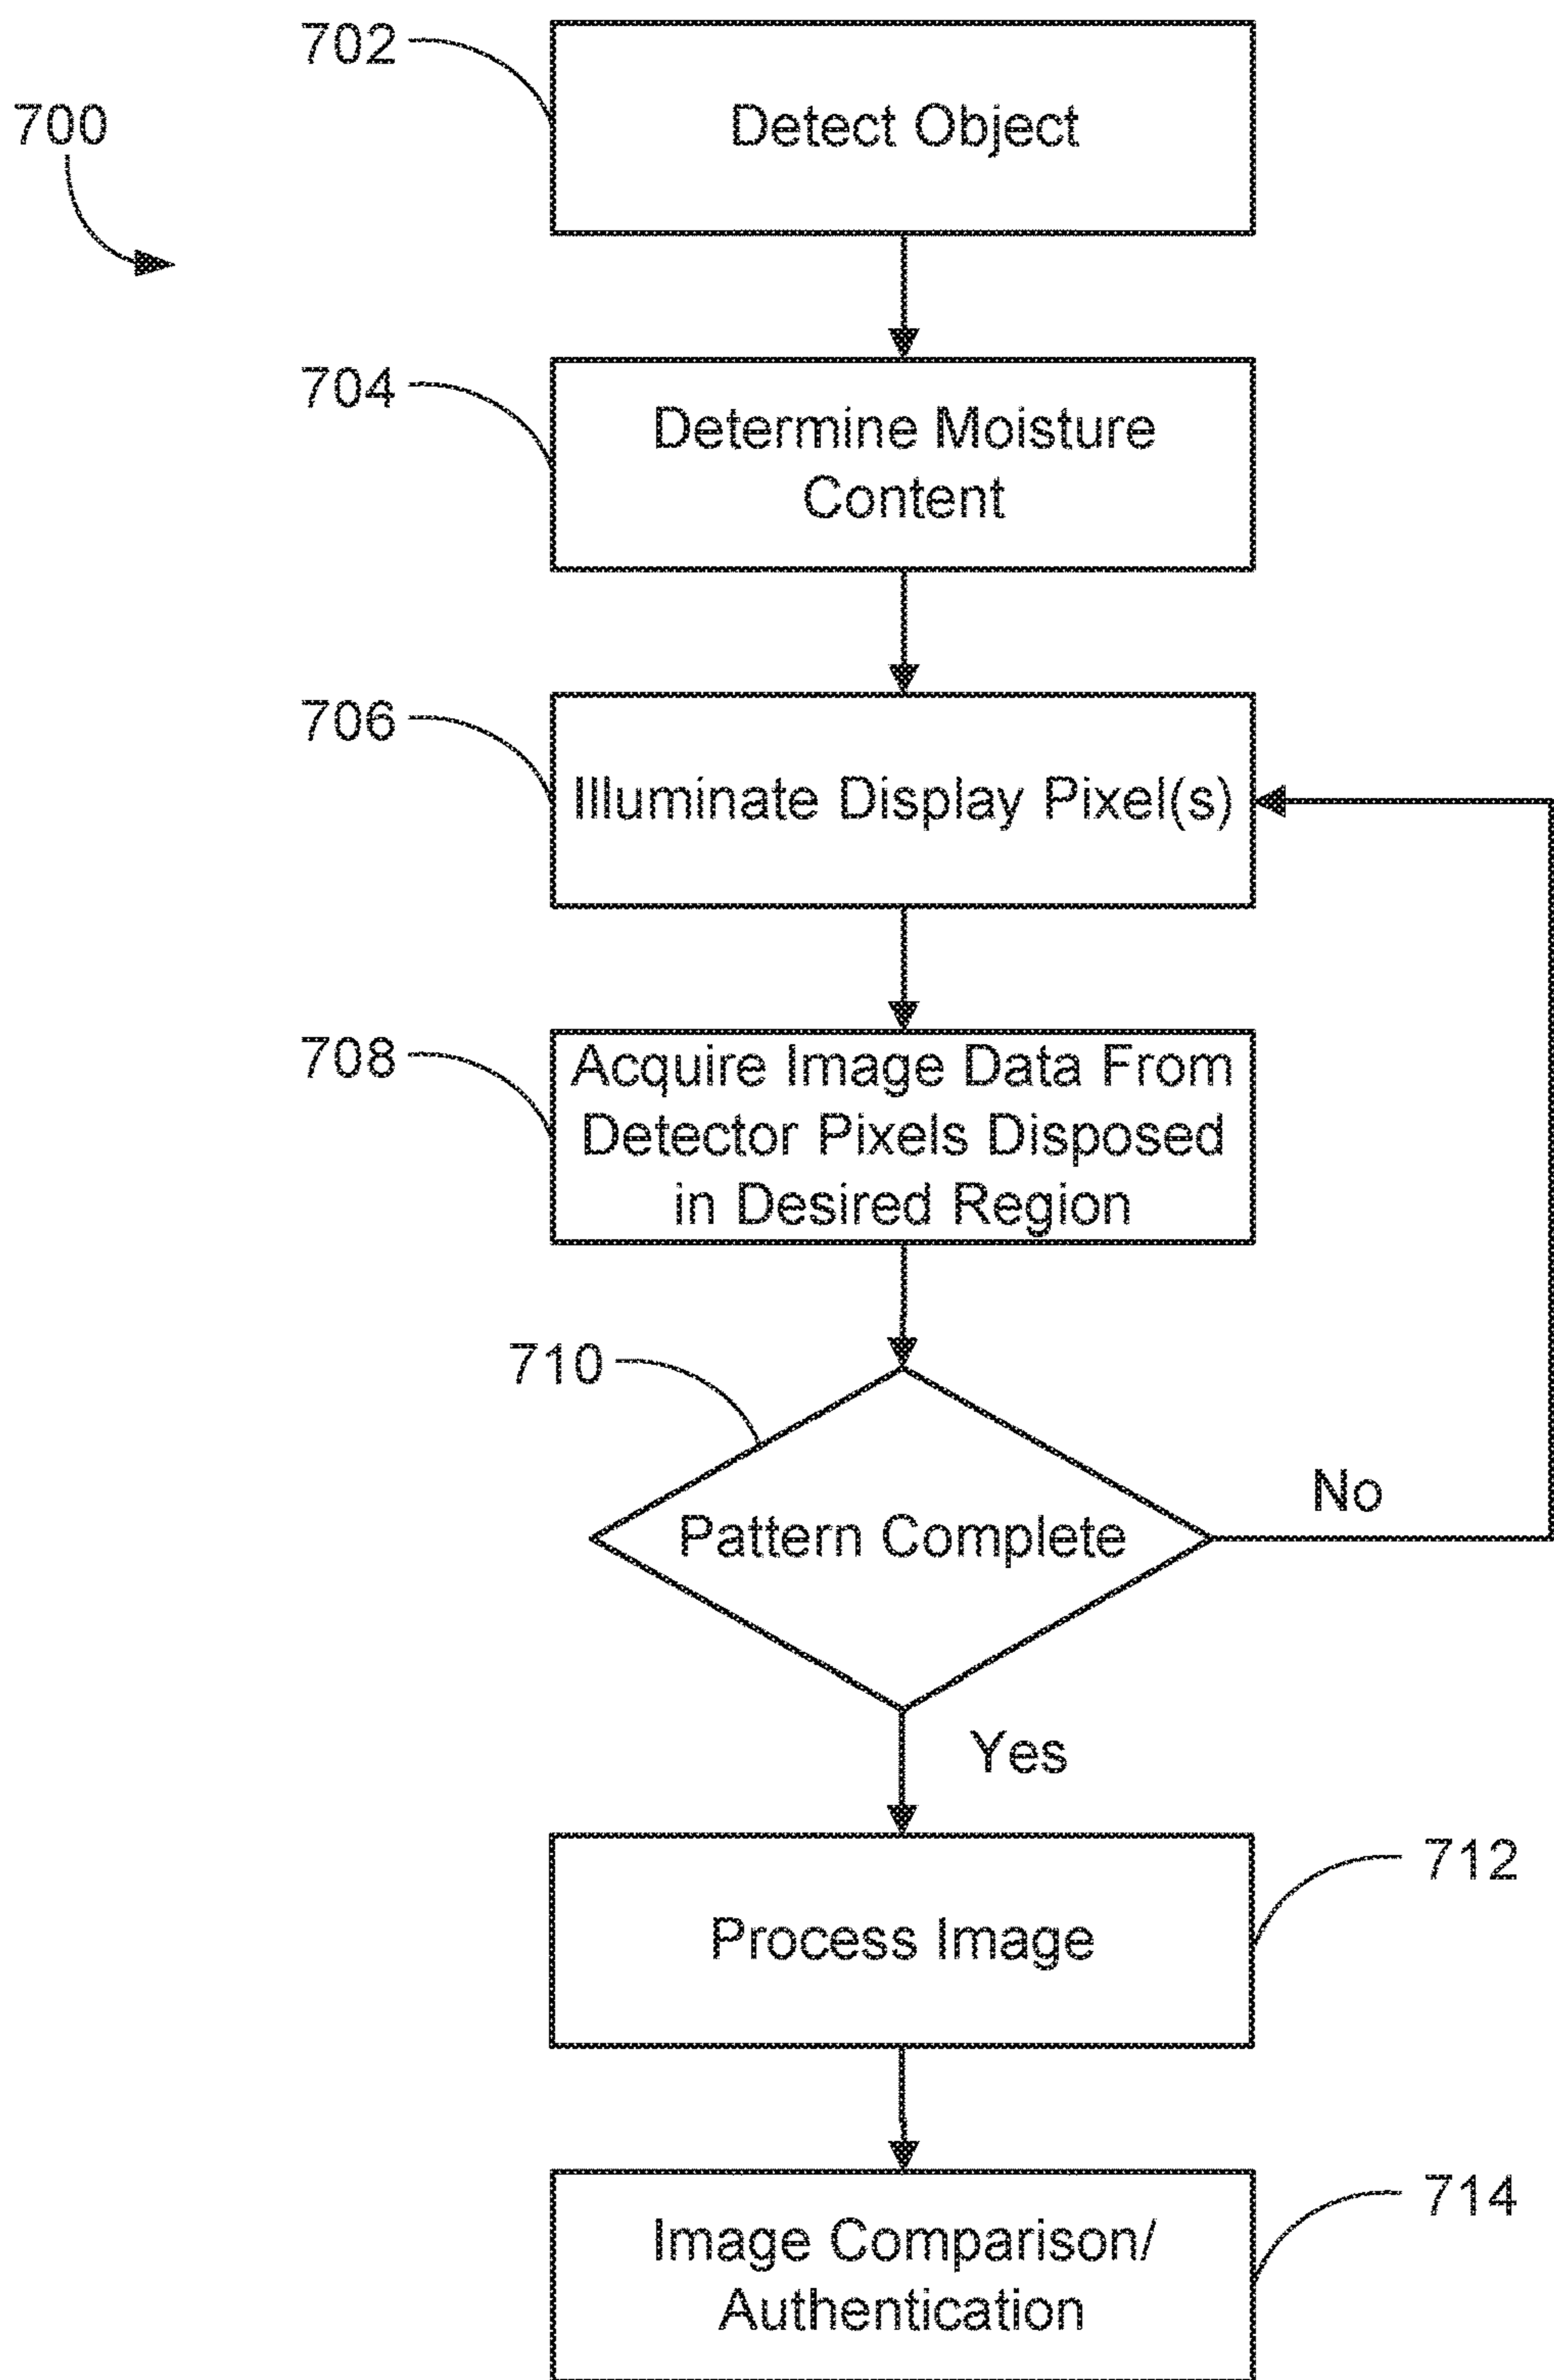 702
Detect Object
700
704
Determine Moisture
Content
706
Illuminate Display Pixel(s)
708
Acquire Image Data From
Detector Pixels Disposed
in Desired Region
710
Pattern Complete
No
Yes
712
Process Image
714
Image Comparison/
Authentication